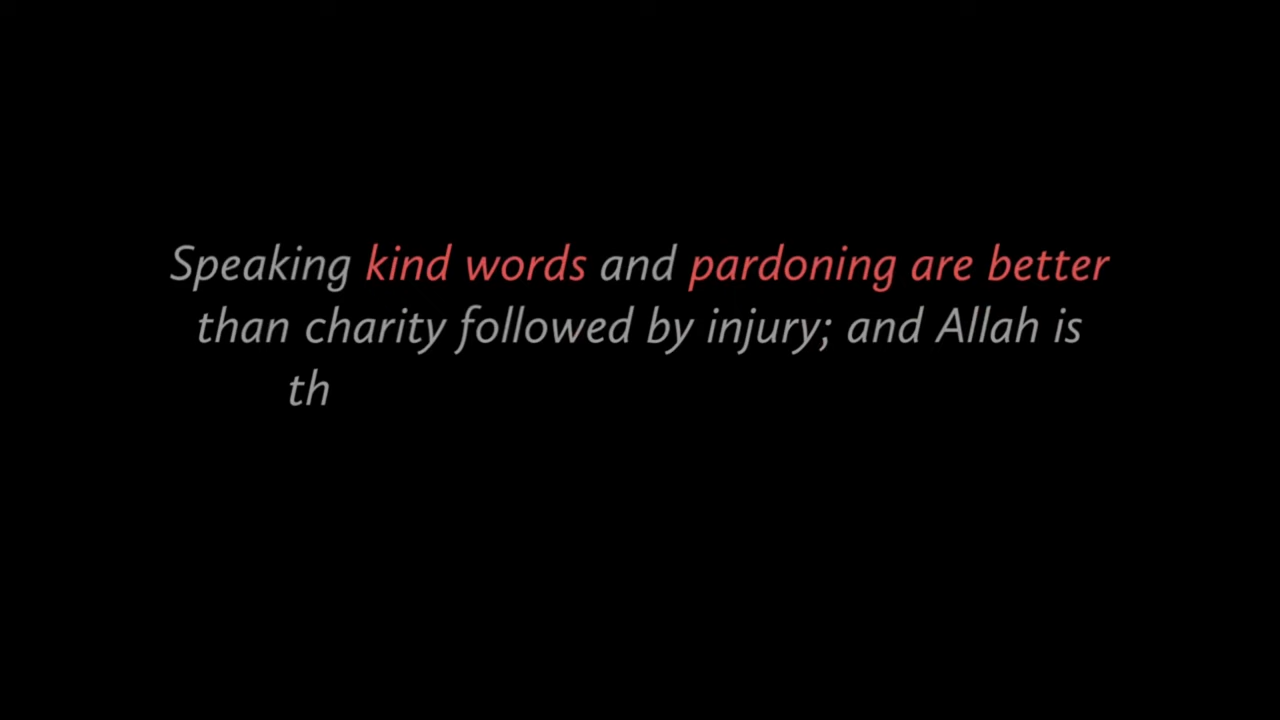 Speaking kind words and pardoning are better
than charity followed by injury; and Allah is
th